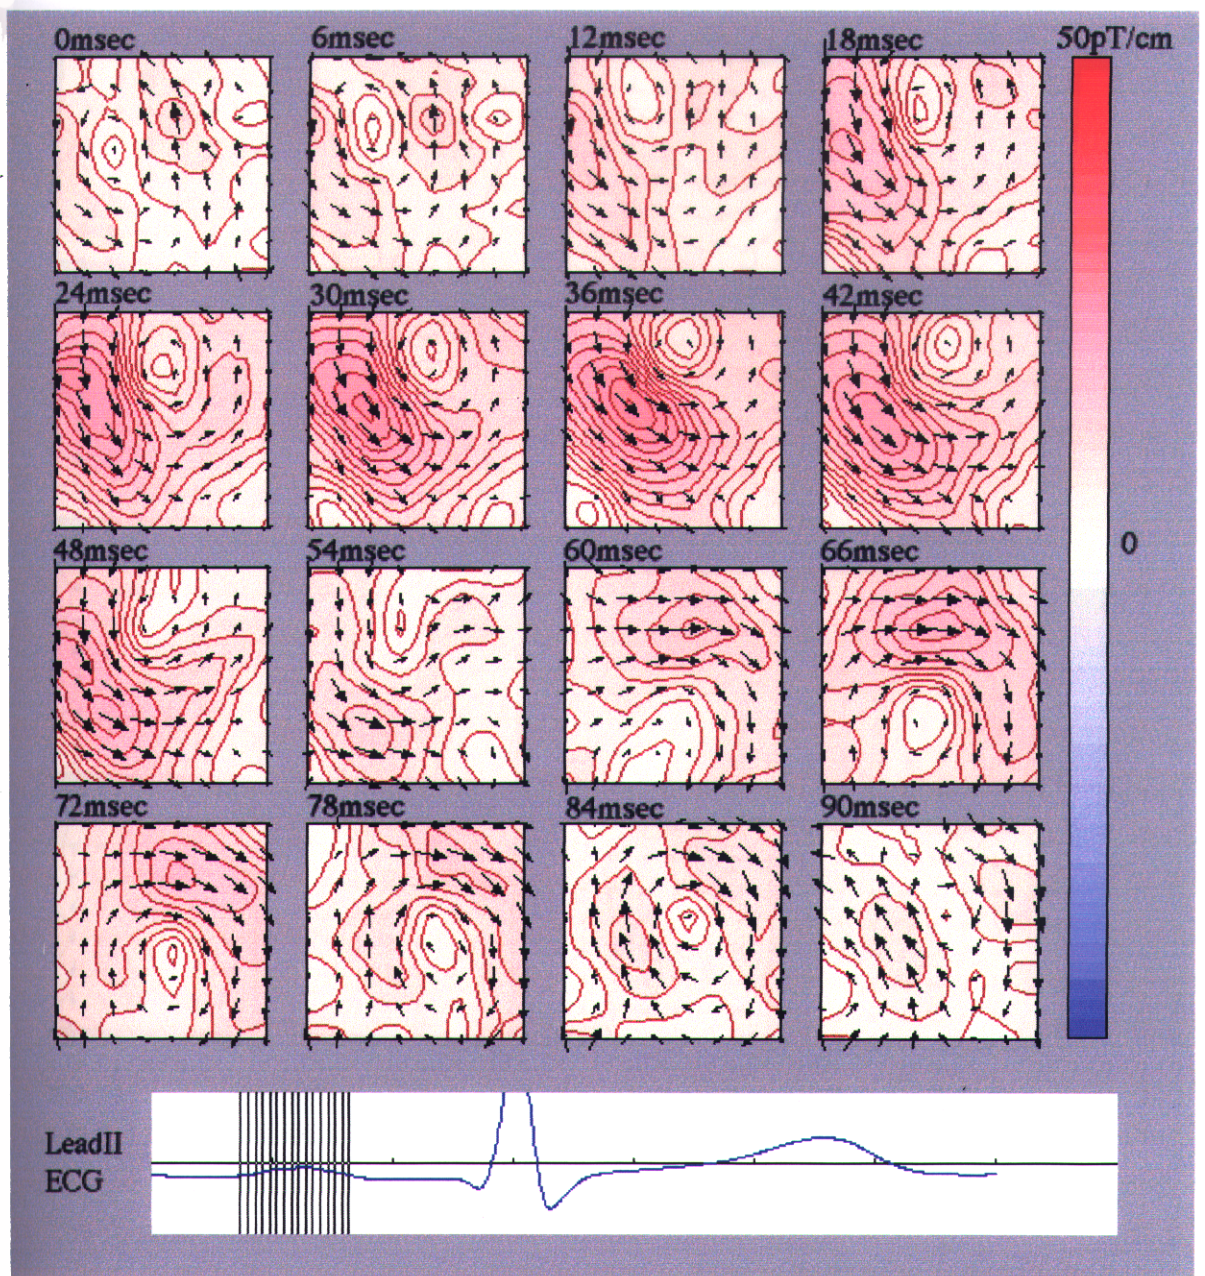 0msec 6msec 12msec 18msec 50pT/cm
24msec 30msec 36msec 42msec
0
48msec 54msec 60msec 66msec
72msec 78msec 84msec 90msec
LeadII
ECG